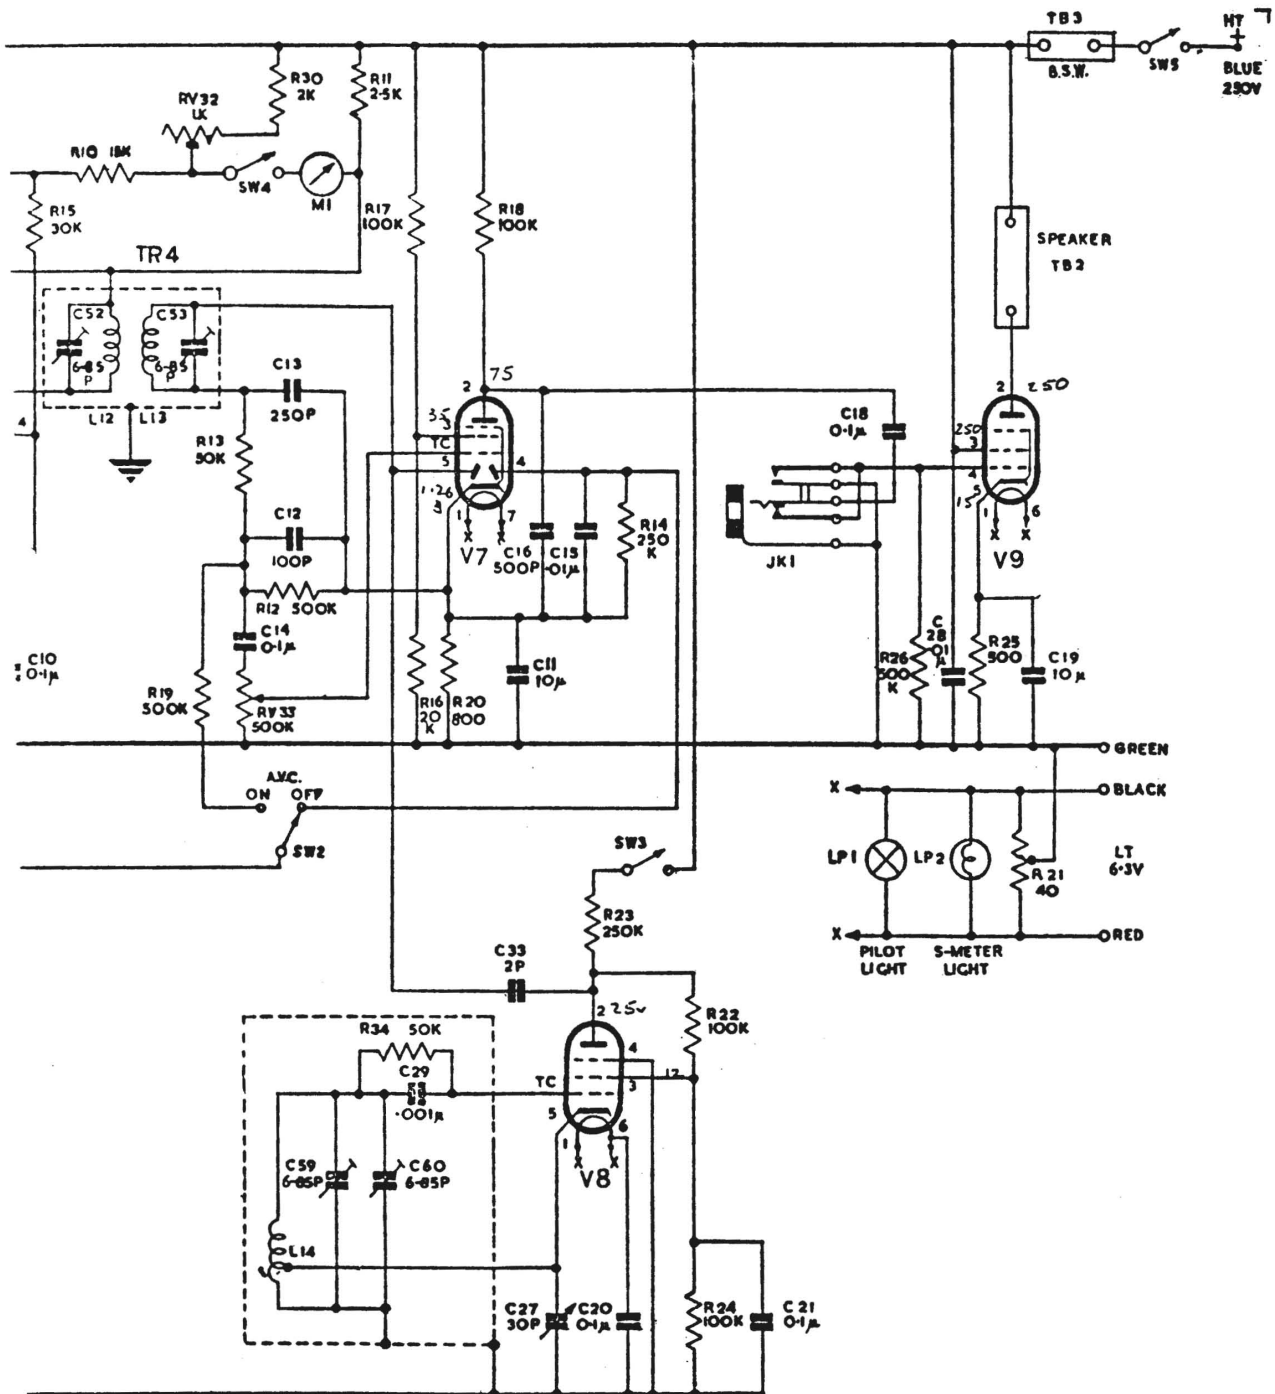 TB3
HT
+
B.S.W.
SW5
BLUE
250V
R30
2K
R11
2·5K
RV32
1K
R10 15K
SW4
M1
R15
30K
R17
100K
R18
100K
SPEAKER
TB2
TR4
C52
C53
6-85
P
6-85
P
C13
250P
L12
L13
4
R13
50K
2
75
35
3
TC
5
4
1·26
3
1
7
X
X
V7
C16
500P
C15
·01μ
R14
250
K
C18
0·1μ
JK1
2
250
250
3
4
5
15
1
6
X
X
V9
C12
100P
R12 500K
C14
0·1μ
C10
0·1μ
R19
500K
RV33
500K
R16
20
K
R20
800
C11
10μ
R26
500
K
C
28
·01
μ
R25
500
C19
10μ
GREEN
A.V.C.
ON OFF
SW2
X
BLACK
SW3
LP1
LP2
R21
40
LT
6·3V
X
RED
PILOT
LIGHT
S-METER
LIGHT
R23
250K
C33
2P
2
25v
R22
100K
R34 50K
C29
·001μ
TC
4
12
3
5
1
6
X
X
V8
C59
6-85P
C60
6-85P
L14
C27
30P
C20
0·1μ
R24
100K
C21
0·1μ